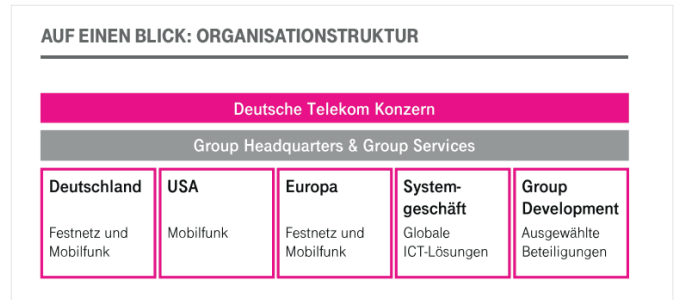 AUF EINEN BLICK: ORGANISATIONSTRUKTUR
Deutsche Telekom Konzern
Group Headquarters & Group Services
Deutschland
Festnetz und
Mobilfunk
USA
Mobilfunk
Europa
Festnetz und
Mobilfunk
System-
geschäft
Globale
ICT-Lösungen
Group
Development
Ausgewählte
Beteiligungen